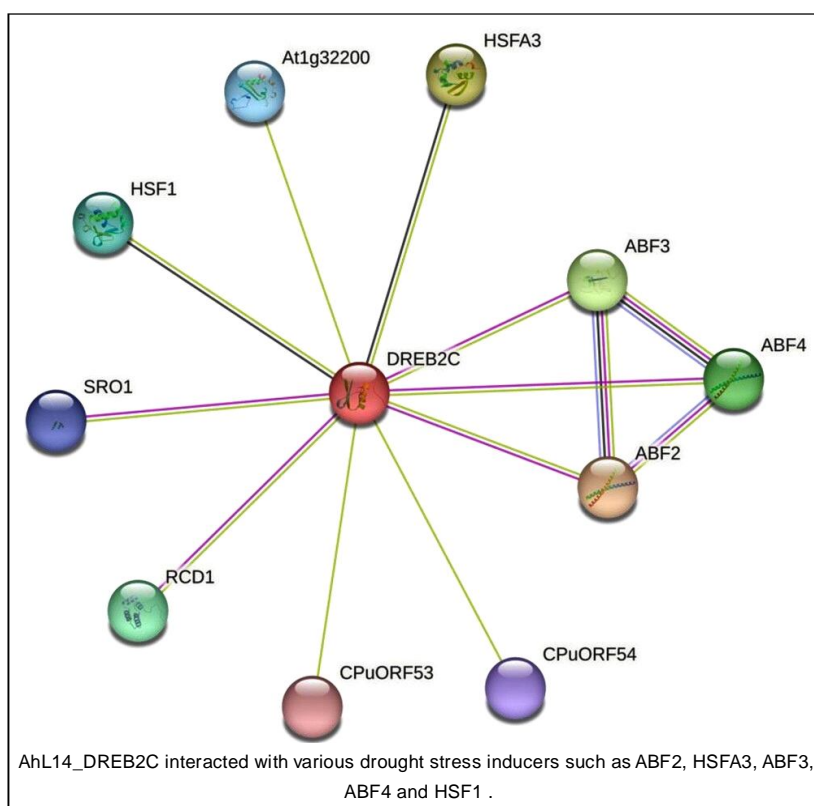 At1g32200
HSFA3
HSF1
ABF3
ABF4
DREB2C
SRO1
ABF2
RCD1
CPuORF53
CPuORF54
AhL14_DREB2C interacted with various drought stress inducers such as ABF2, HSFA3, ABF3,
ABF4 and HSF1 .